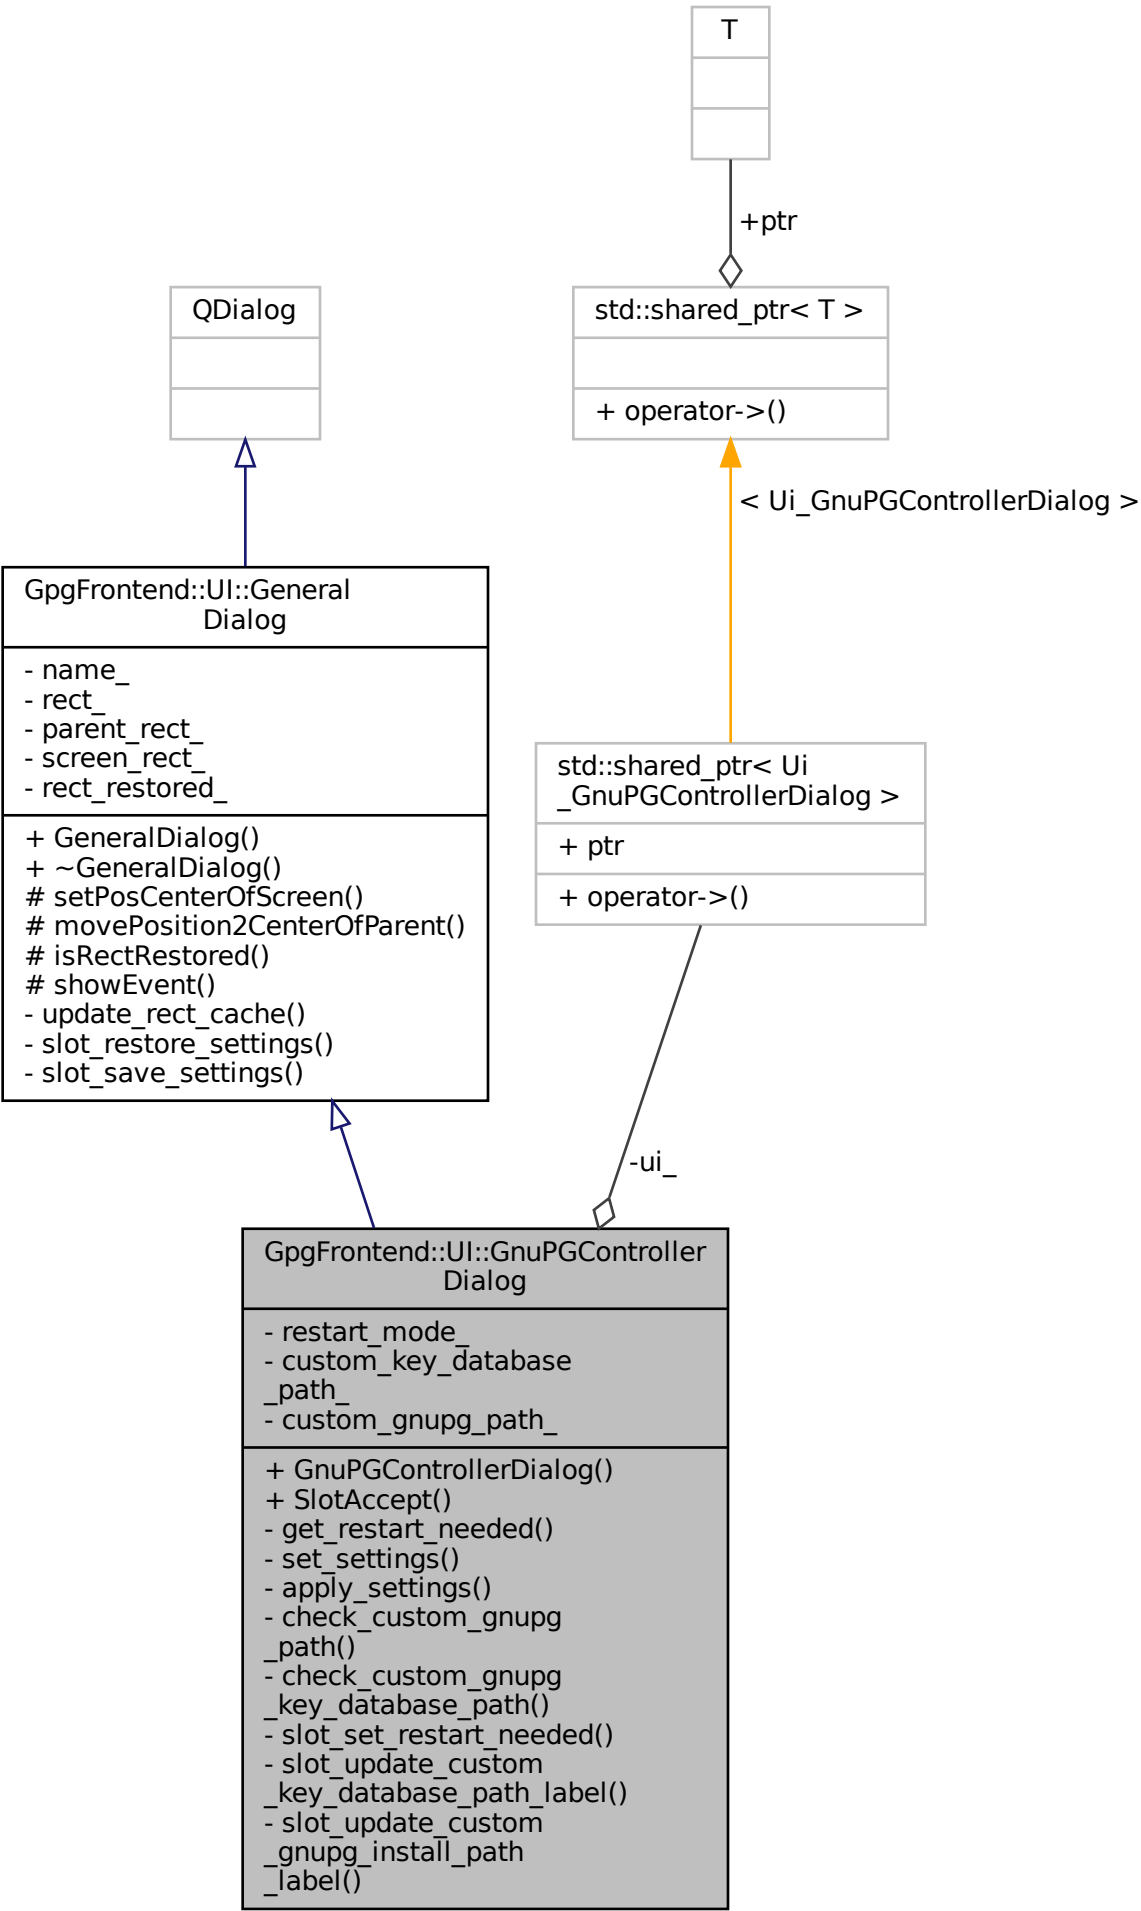 T
+ptr
QDialog
std::shared_ptr< T >
+ operator->()
< Ui_GnuPGControllerDialog >
GpgFrontend::UI::General
Dialog
- name_
- rect_
- parent_rect_
- screen_rect_
- rect_restored_
+ GeneralDialog()
+ ~GeneralDialog()
# setPosCenterOfScreen()
# movePosition2CenterOfParent()
# isRectRestored()
# showEvent()
- update_rect_cache()
- slot_restore_settings()
- slot_save_settings()
std::shared_ptr< Ui
_GnuPGControllerDialog >
+ ptr
+ operator->()
-ui_
GpgFrontend::UI::GnuPGController
Dialog
- restart_mode_
- custom_key_database
_path_
- custom_gnupg_path_
+ GnuPGControllerDialog()
+ SlotAccept()
- get_restart_needed()
- set_settings()
- apply_settings()
- check_custom_gnupg
_path()
- check_custom_gnupg
_key_database_path()
- slot_set_restart_needed()
- slot_update_custom
_key_database_path_label()
- slot_update_custom
_gnupg_install_path
_label()